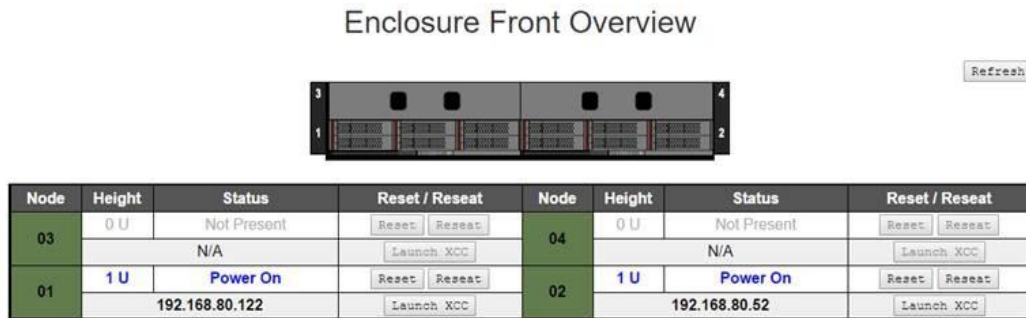 Enclosure Front Overview
Refresh
3 4
1 2
Node Height Status Reset / Reseat Node Height Status Reset / Reseat
03 0 U Not Present Reset Reseat 04 0 U Not Present Reset Reseat
N/A Launch XCC N/A Launch XCC
01 1 U Power On Reset Reseat 02 1 U Power On Reset Reseat
192.168.80.122 Launch XCC 192.168.80.52 Launch XCC